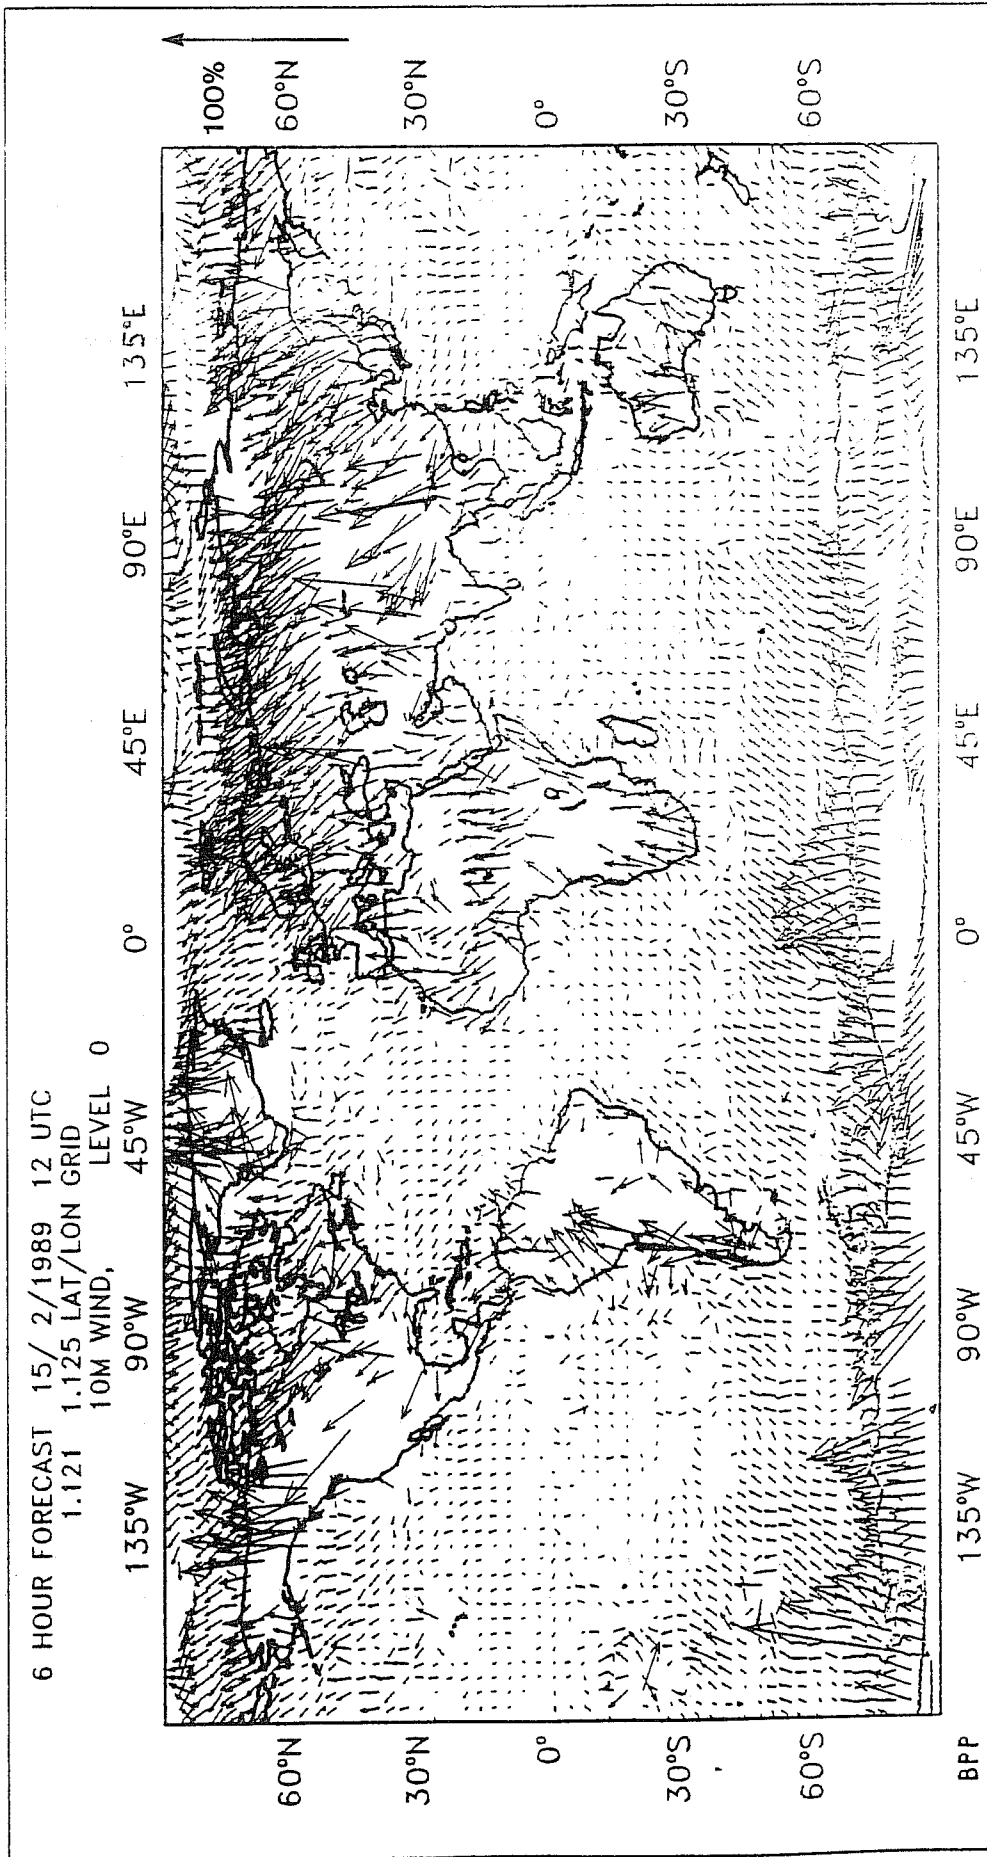 6 HOUR FORECAST 15/ 2/1989 12 UTC
1.121 1.125 LAT/LON GRID
10M WIND, LEVEL 0
135°W 90°W 45°W 0° 45°E 90°E 135°E
100%
60°N 60°N
30°N 30°N
0° 0°
30°S 30°S
60°S 60°S
135°W 90°W 45°W 0° 45°E 90°E 135°E
BPP